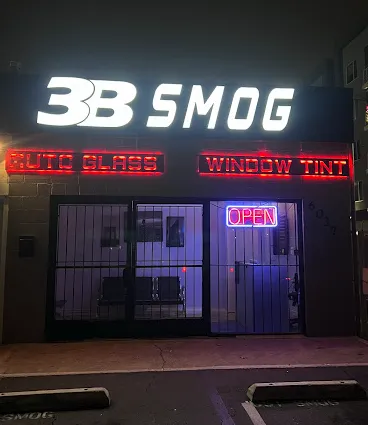 3B SMOG
AUTO GLASS WINDOW TINT
OPEN
SMOG